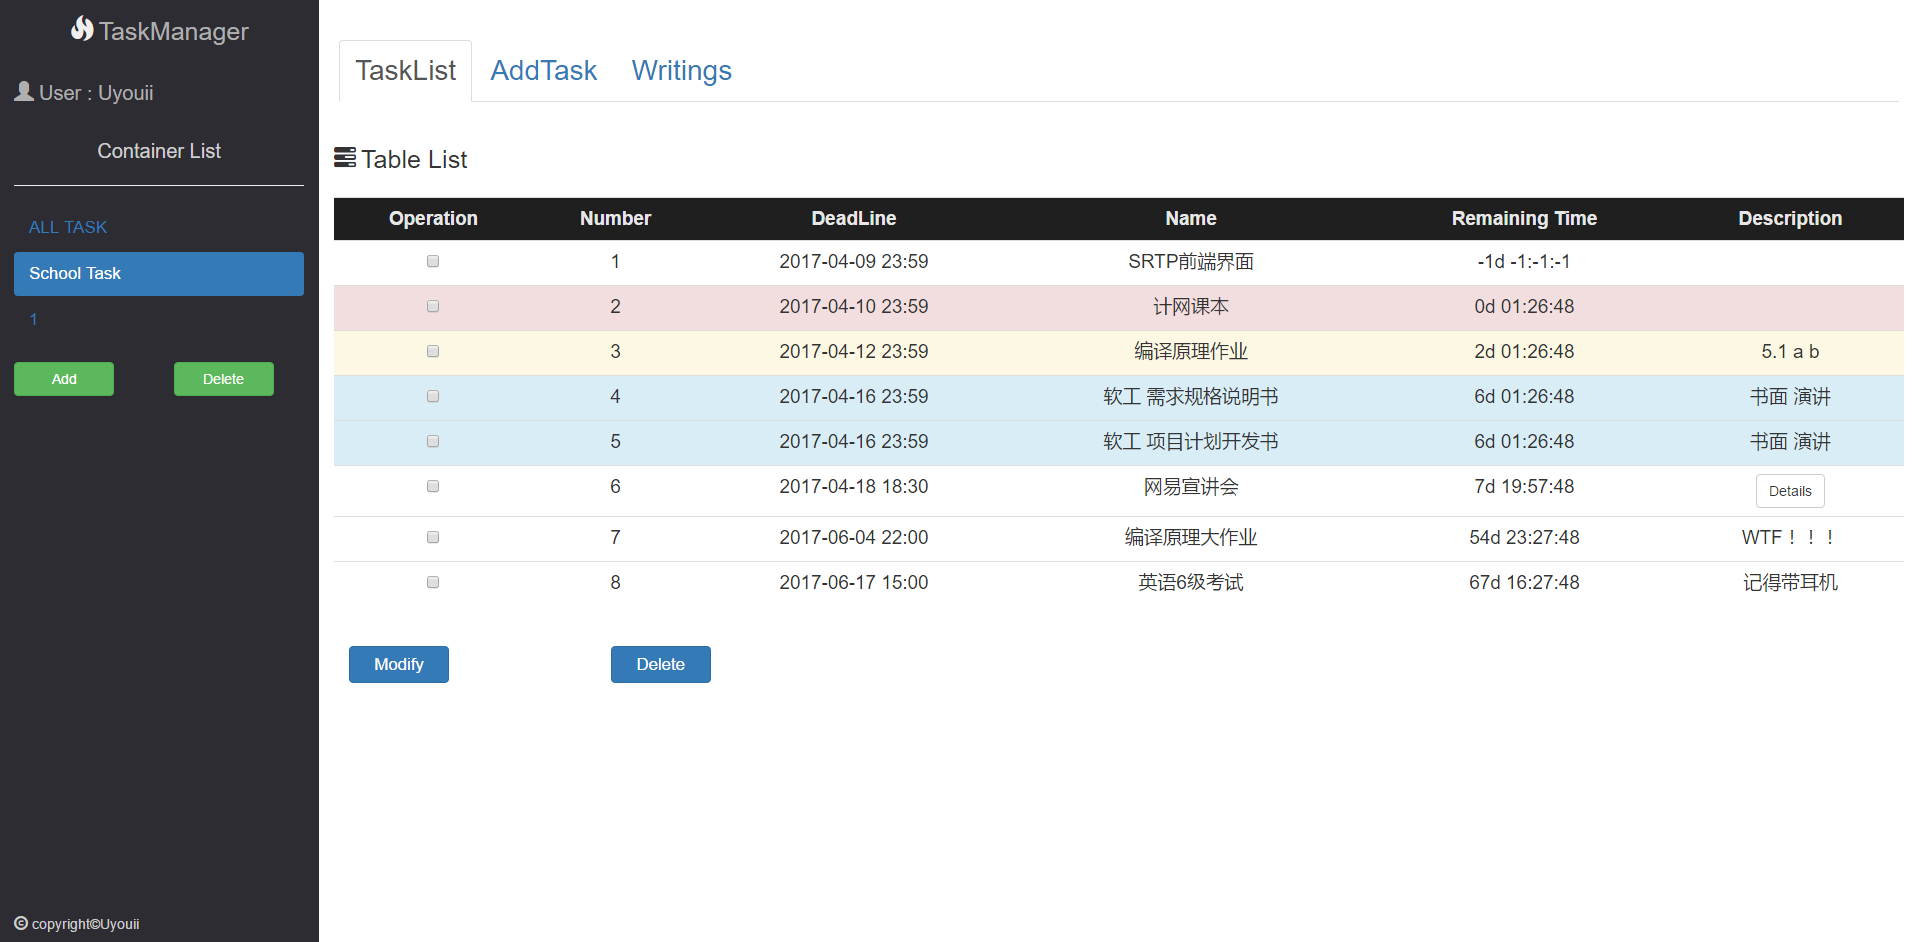 TaskManager
User : Uyouii
Container List
ALL TASK
School Task
1
Add Delete
copyright©Uyouii
TaskList AddTask Writings
Table List
Operation Number DeadLine Name Remaining Time Description
1 2017-04-09 23:59 SRTP前端界面 -1d -1:-1:-1
2 2017-04-10 23:59 计网课本 0d 01:26:48
3 2017-04-12 23:59 编译原理作业 2d 01:26:48 5.1 a b
4 2017-04-16 23:59 软工 需求规格说明书 6d 01:26:48 书面 演讲
5 2017-04-16 23:59 软工 项目计划开发书 6d 01:26:48 书面 演讲
6 2017-04-18 18:30 网易宣讲会 7d 19:57:48 Details
7 2017-06-04 22:00 编译原理大作业 54d 23:27:48 WTF！！！
8 2017-06-17 15:00 英语6级考试 67d 16:27:48 记得带耳机
Modify Delete